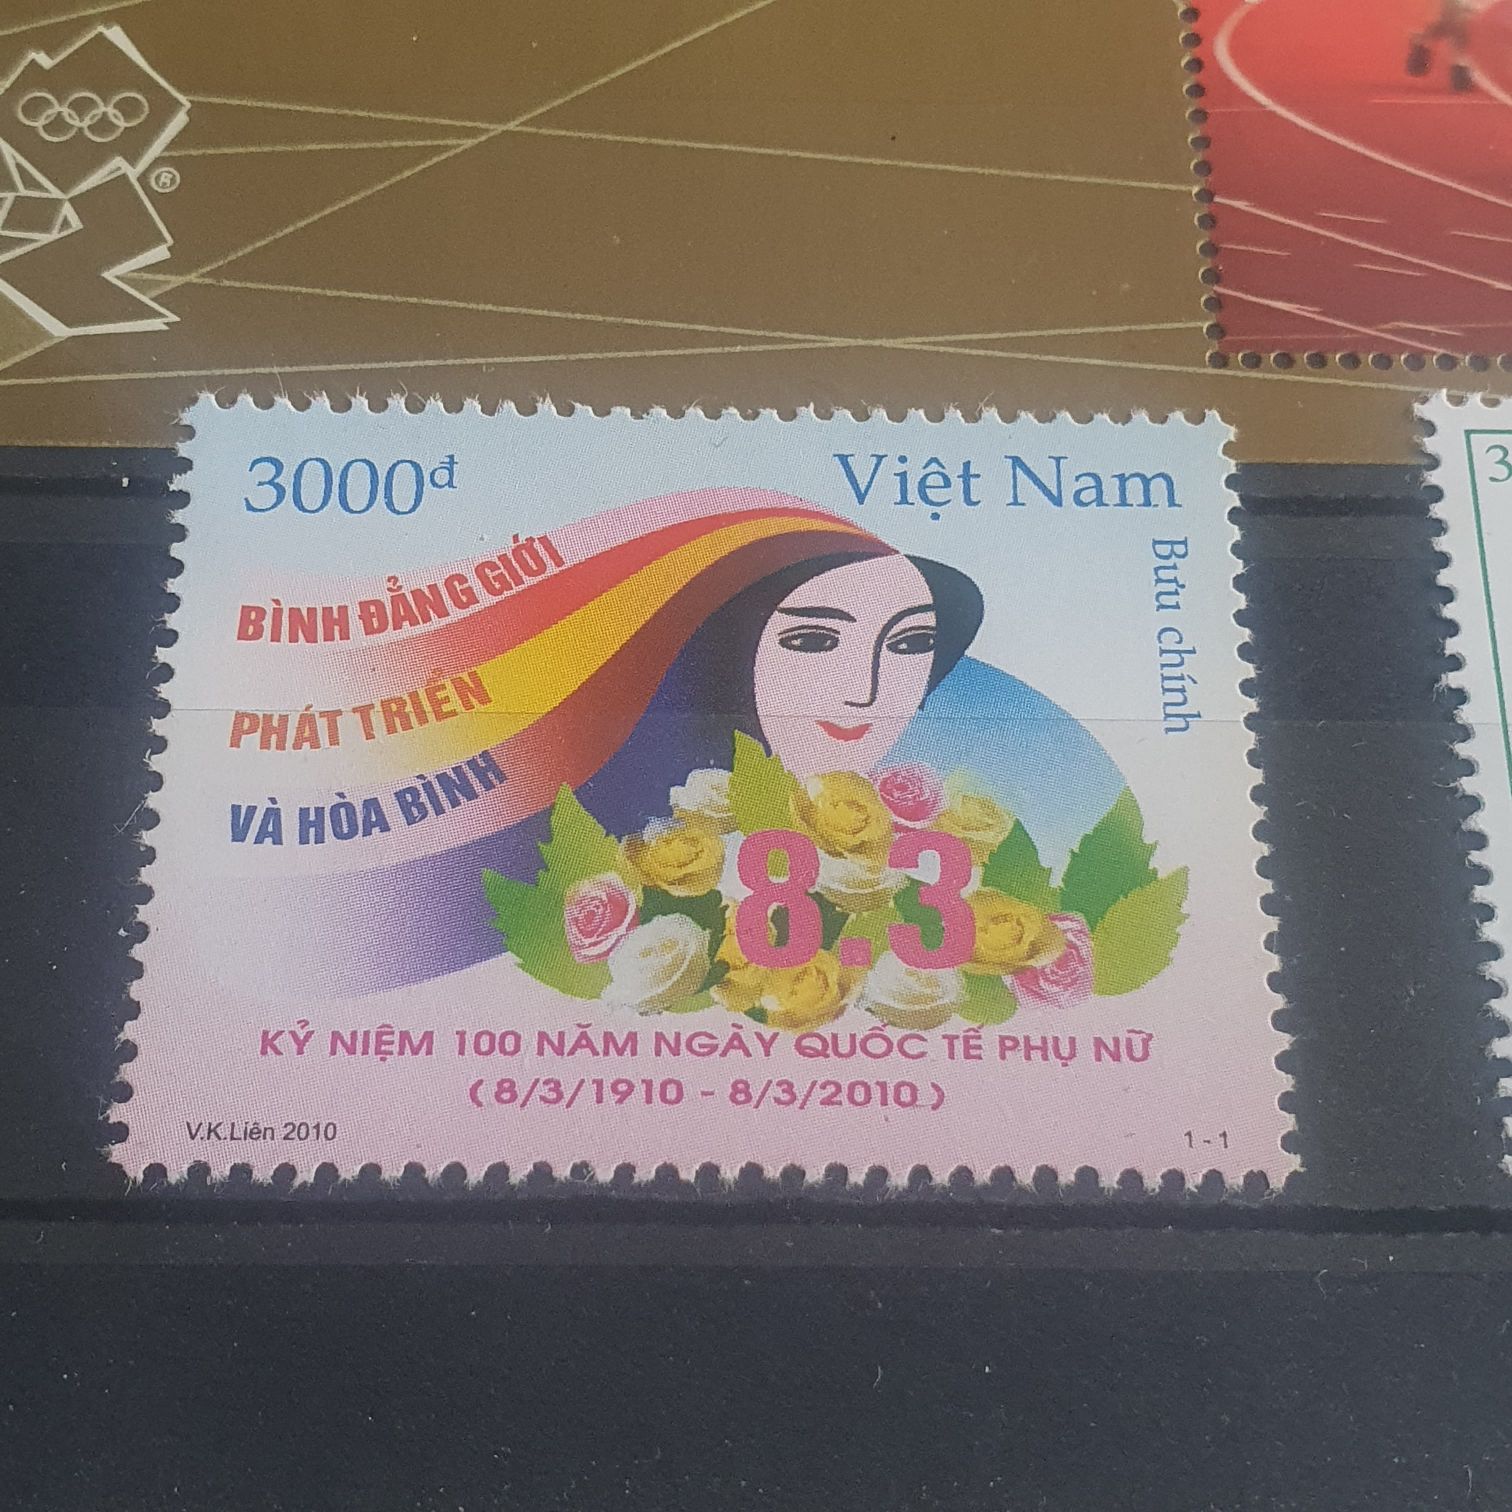 ®
3000đ
Việt Nam
Bưu chính
BÌNH ĐẲNG GIỚI
PHÁT TRIỂN
VÀ HÒA BÌNH
8.3
KỶ NIỆM 100 NĂM NGÀY QUỐC TẾ PHỤ NỮ
(8/3/1910 - 8/3/2010)
V.K.Liên 2010
1 - 1
3